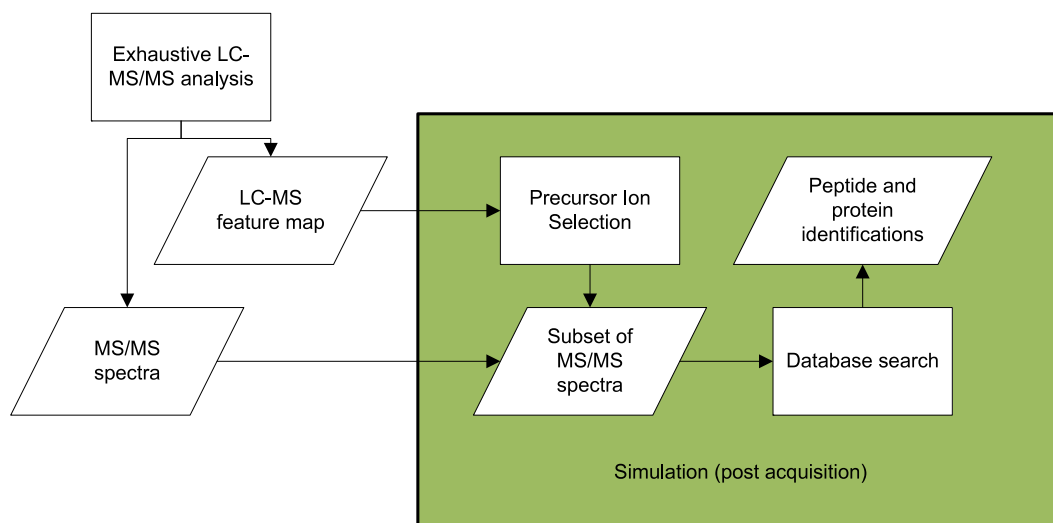 Exhaustive LC-
MS/MS analysis
LC-MS
feature map
Precursor Ion
Selection
Peptide and
protein
identifications
MS/MS
spectra
Subset of
MS/MS
spectra
Database search
Simulation (post acquisition)